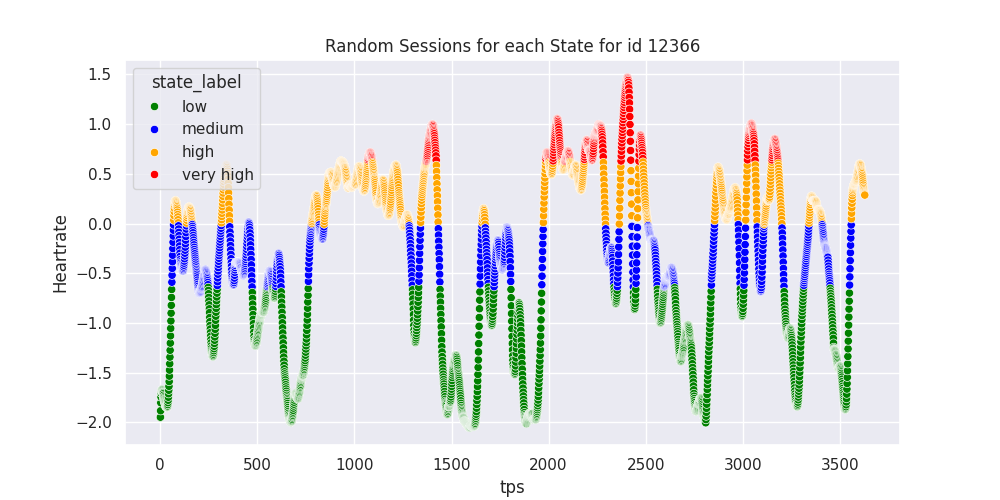 Random Sessions for each State for id 12366
state_label
low
medium
high
very high
Heartrate
1.5
1.0
0.5
0.0
−0.5
−1.0
−1.5
−2.0
0 500 1000 1500 2000 2500 3000 3500
tps